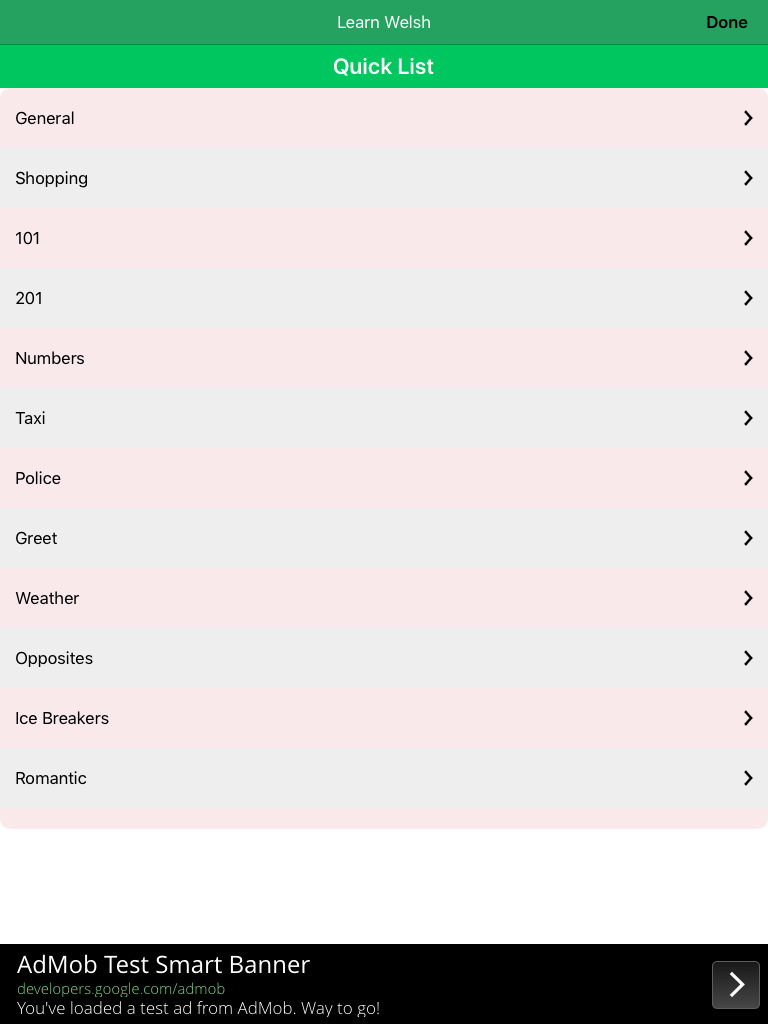 Learn Welsh
Done
Quick List
General
Shopping
101
201
Numbers
Taxi
Police
Greet
Weather
Opposites
Ice Breakers
Romantic
AdMob Test Smart Banner
developers.google.com/admob
You've loaded a test ad from AdMob. Way to go!